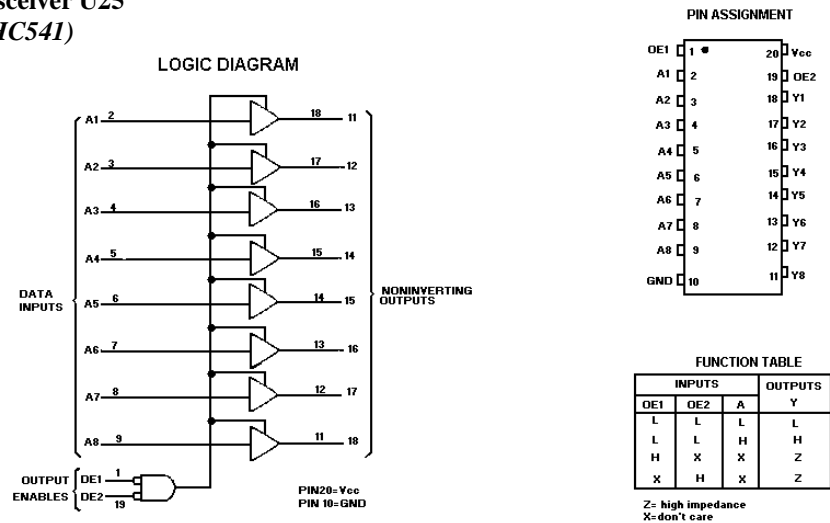 sceiver U25
HC541)
LOGIC DIAGRAM
A1 2 18 11
A2 3 17 12
A3 4 16 13
A4 5 15 14
DATA
INPUTS
A5 6 14 15
NONINVERTING
OUTPUTS
A6 7 13 16
A7 8 12 17
A8 9 11 18
OUTPUT
ENABLES
OE1 1
OE2 19
PIN20=Vcc
PIN 10=GND
PIN ASSIGNMENT
OE1 1 20 Vcc
A1 2 19 OE2
A2 3 18 Y1
A3 4 17 Y2
A4 5 16 Y3
A5 6 15 Y4
A6 7 14 Y5
A7 8 13 Y6
A8 9 12 Y7
GND 10 11 Y8
FUNCTION TABLE
INPUTS OUTPUTS
OE1 OE2 A Y
L L L L
L L H H
H X X Z
X H X Z
Z= high impedance
X=don't care